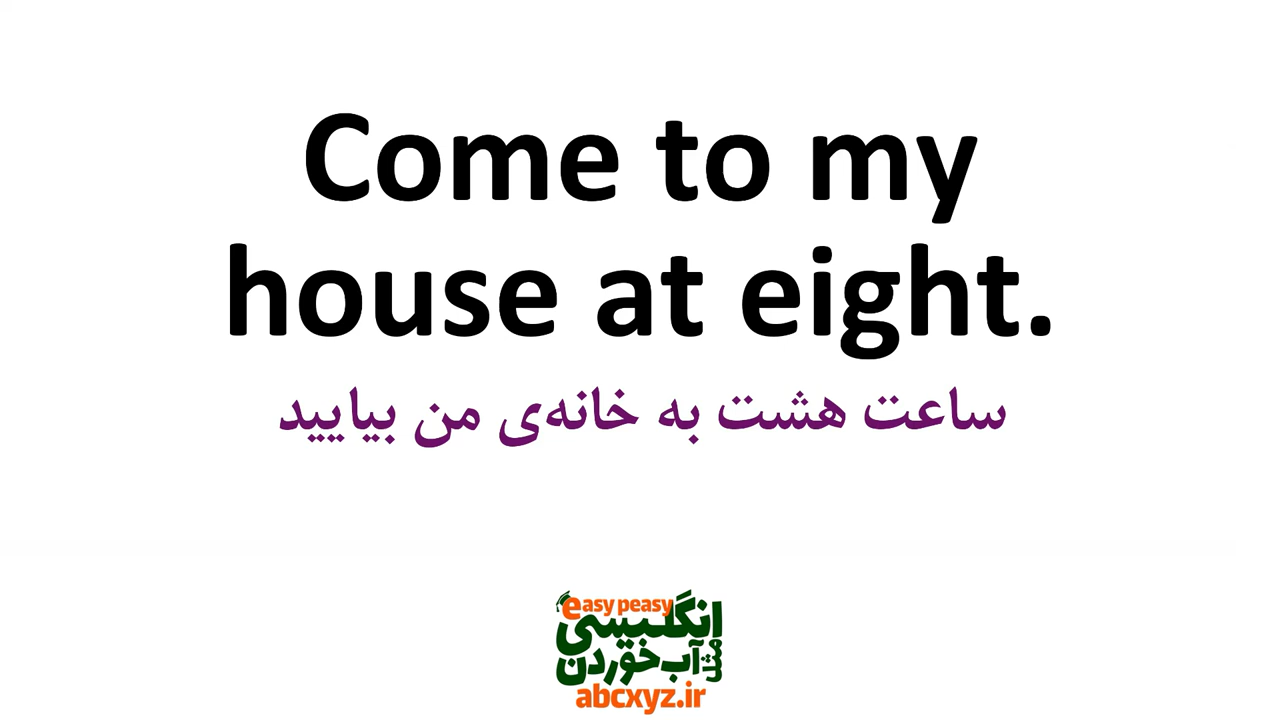 Come to my
house at eight.
ساعت هشت به خانه‌ی من بیایید
easy peasy
انگلیسی
مثل آب خوردن
abcxyz.ir